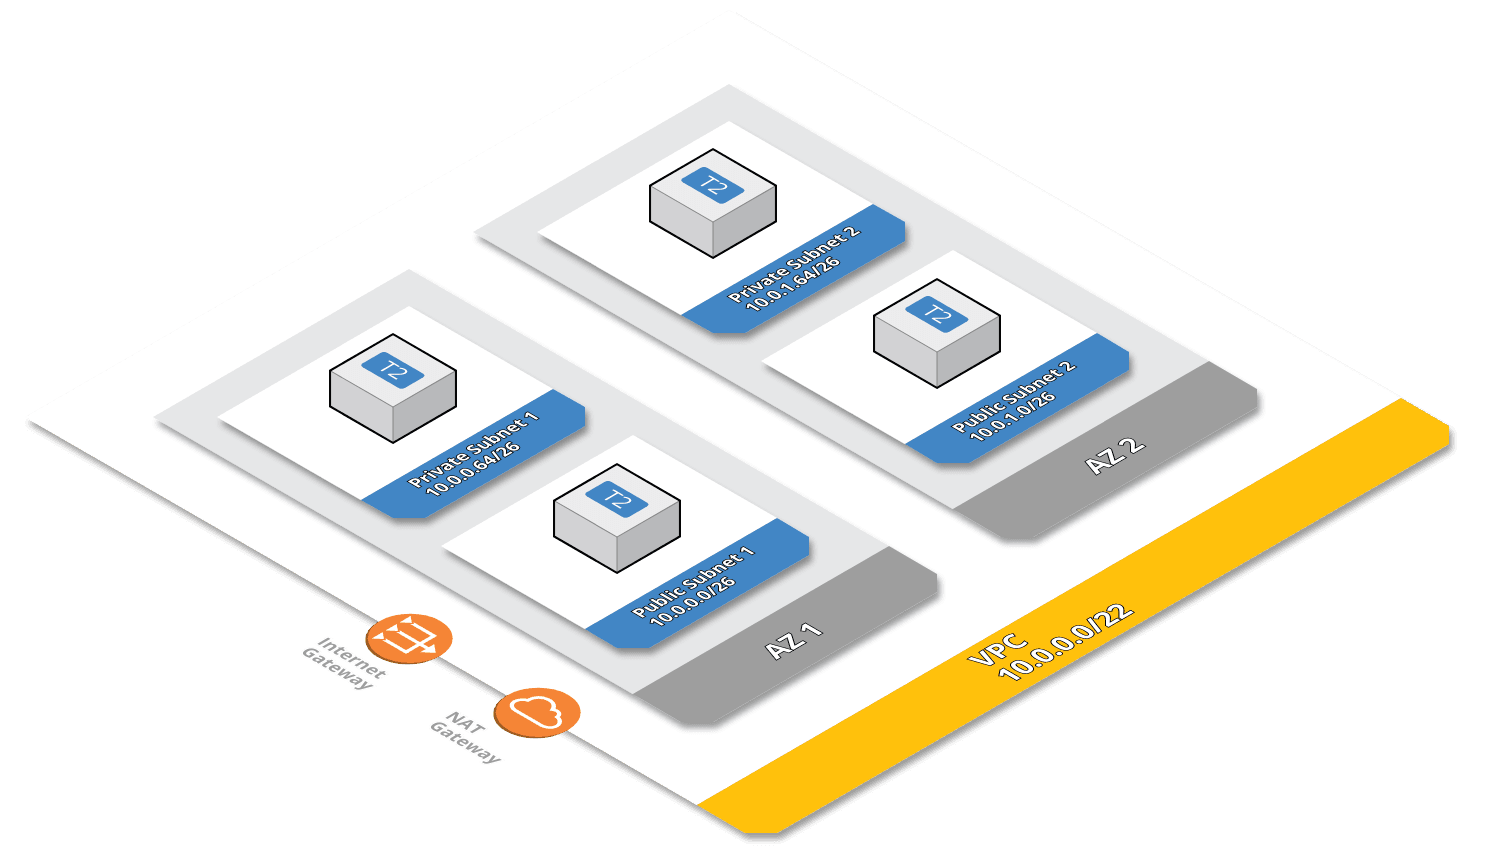 T2
Private Subnet 2
10.0.1.64/26
T2
Public Subnet 2
10.0.1.0/26
AZ 2
T2
Private Subnet 1
10.0.0.64/26
T2
Public Subnet 1
10.0.0.0/26
AZ 1
VPC
10.0.0.0/22
Internet
Gateway
NAT
Gateway